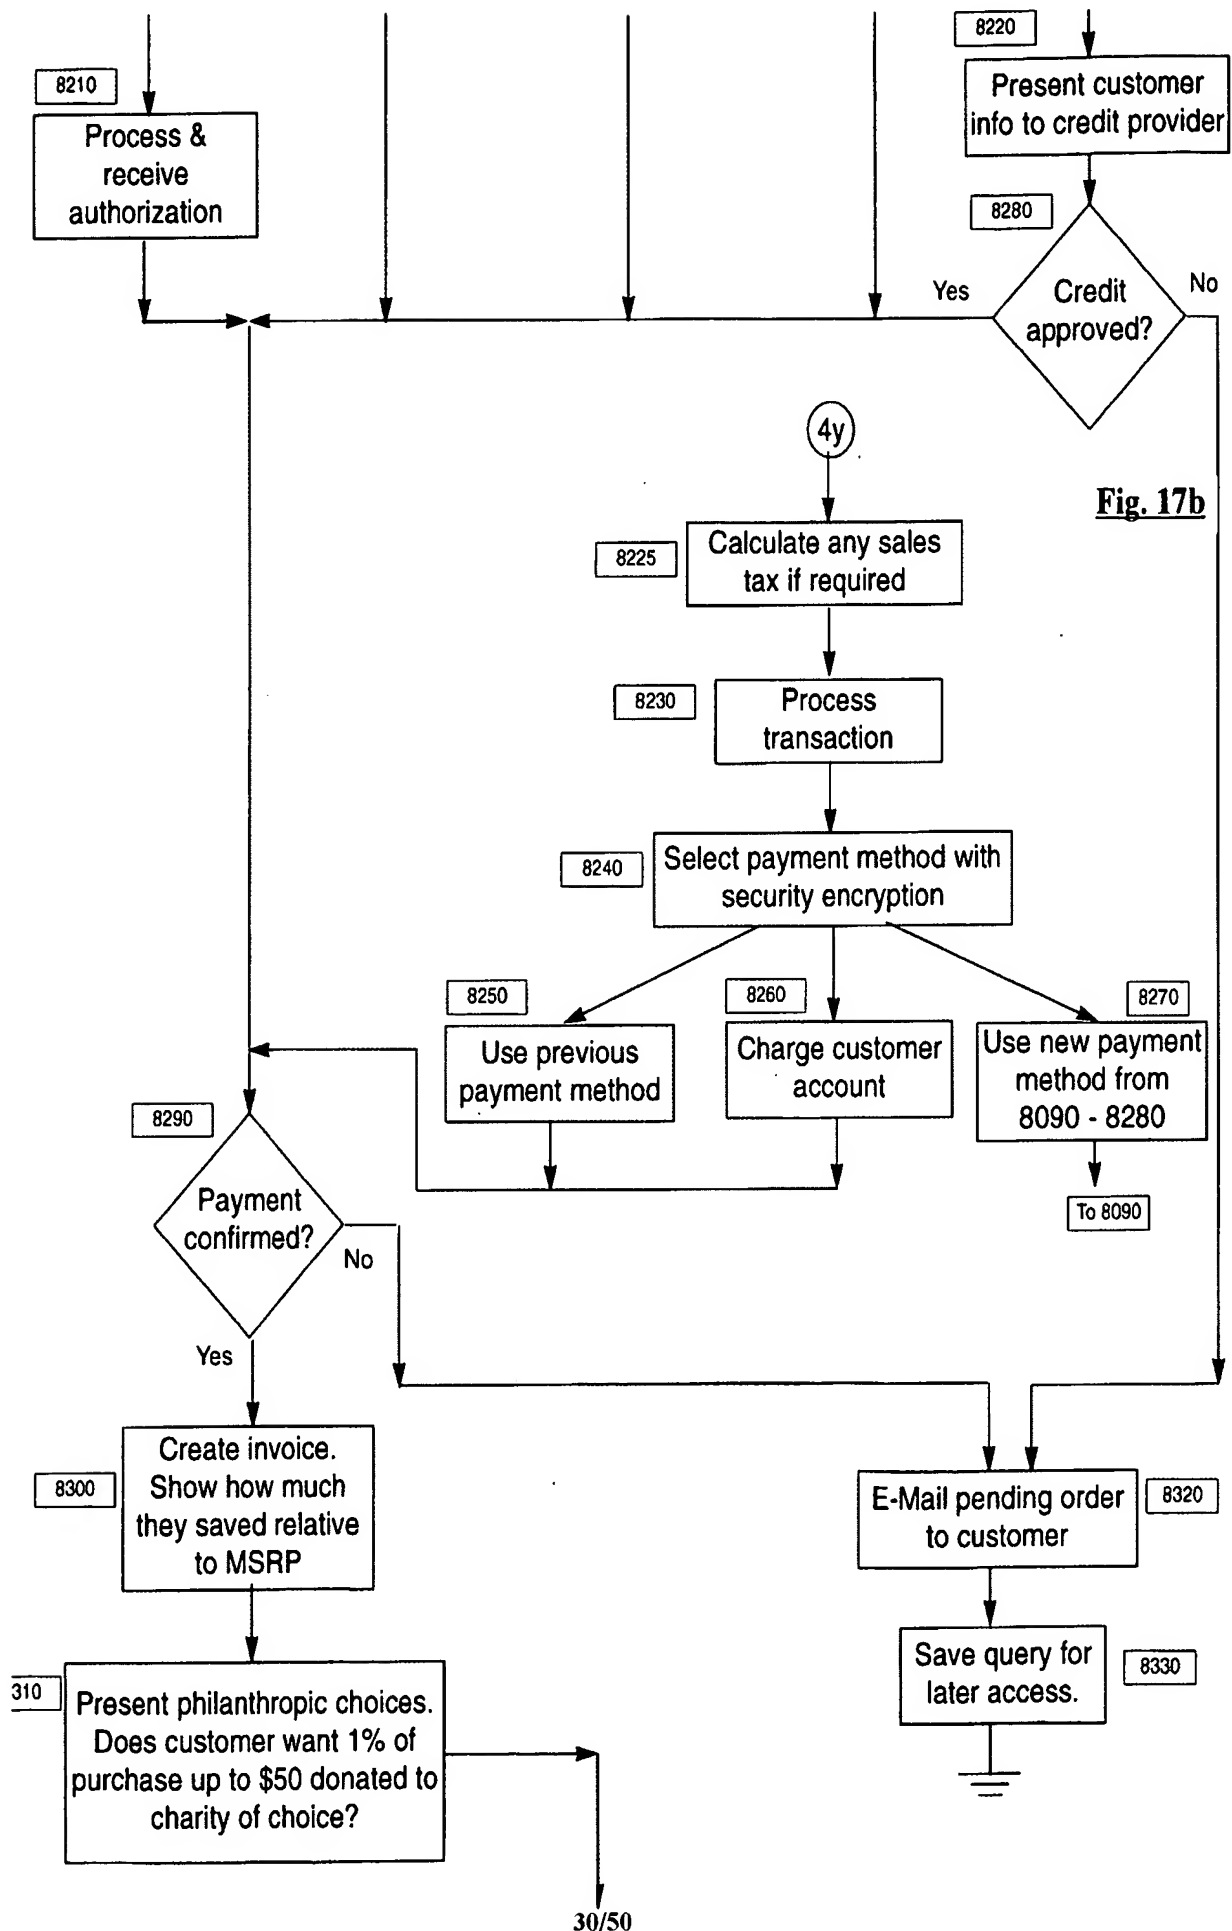 8220
Present customer
info to credit provider
8210
Process &
receive
authorization
8280
Credit
approved?
Yes
No
4y
Fig. 17b
8225
Calculate any sales
tax if required
8230
Process
transaction
8240
Select payment method with
security encryption
8250
Use previous
payment method
8260
Charge customer
account
8270
Use new payment
method from
8090 - 8280
To 8090
8290
Payment
confirmed?
No
Yes
8300
Create invoice.
Show how much
they saved relative
to MSRP
8320
E-Mail pending order
to customer
8330
Save query for
later access.
310
Present philanthropic choices.
Does customer want 1% of
purchase up to $50 donated to
charity of choice?
30/50